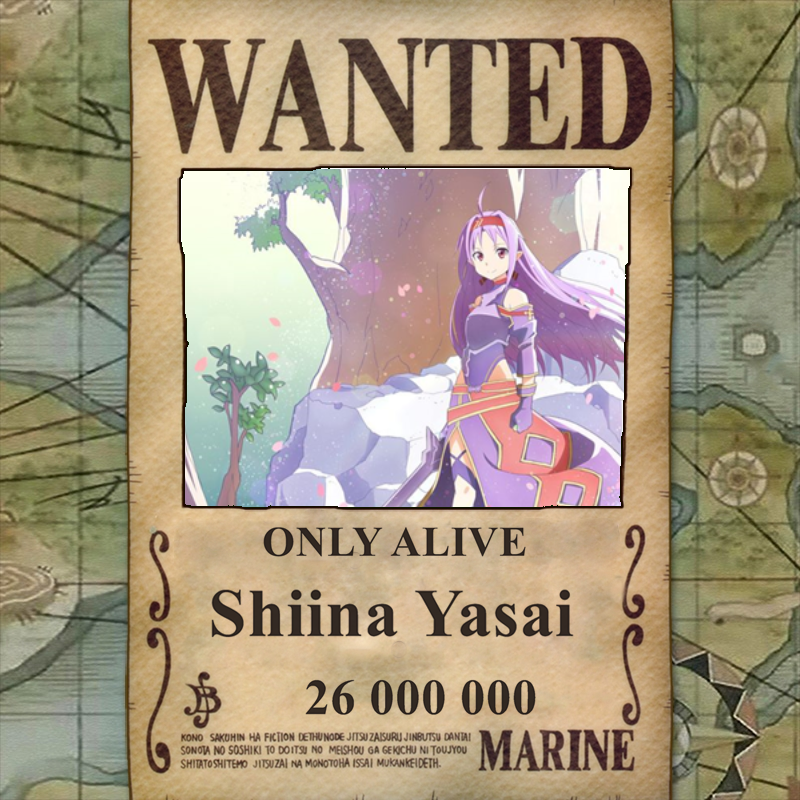 WANTED
ONLY ALIVE
Shiina Yasai
26 000 000
KONO SAKUHIN HA FICTION DETHUNODE JITSUZAISURU JINBUTSU DANTAI
SONOTA NO SOSHIKI TO DOITSU NO MEISHOU GA GEKICHU NI TOUJYOU
SHITATOSHITEMO JITSUZAI NA MONOTOHA ISSAI MUKANKEIDETH.
MARINE